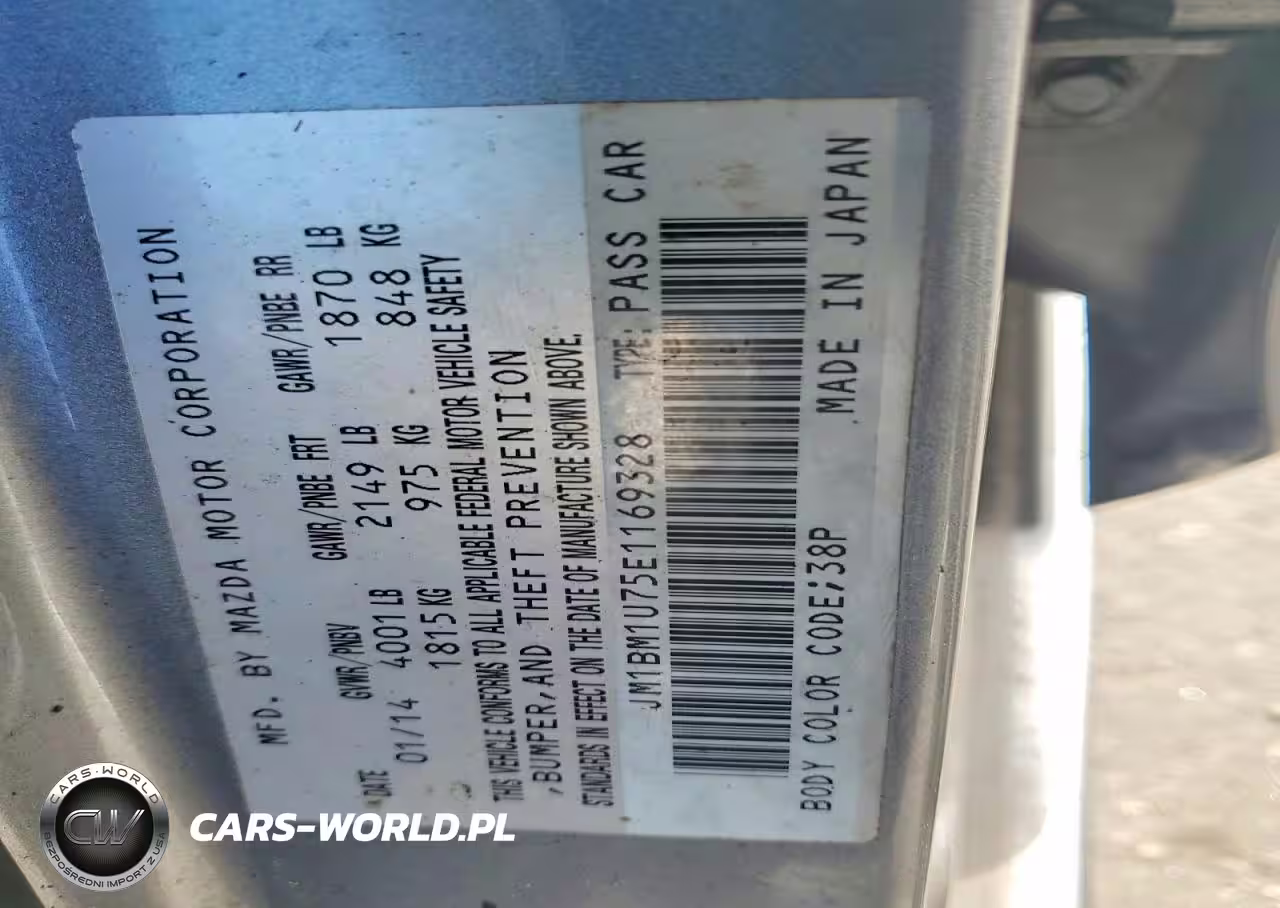 MFD. BY MAZDA MOTOR CORPORATION
DATE GVWR/PNBV GAWR/PNBE FRT GAWR/PNBE RR
01/14 4001 LB 2149 LB 1870 LB
1815 KG 975 KG 848 KG
THIS VEHICLE CONFORMS TO ALL APPLICABLE FEDERAL MOTOR VEHICLE SAFETY
,BUMPER,AND THEFT PREVENTION
STANDARDS IN EFFECT ON THE DATE OF MANUFACTURE SHOWN ABOVE.
JM1BM1U75E1169328 TYPE: PASS CAR
BODY COLOR CODE;38P MADE IN JAPAN
CARS-WORLD
CW
BEZPOŚREDNI IMPORT Z USA
CARS-WORLD.PL